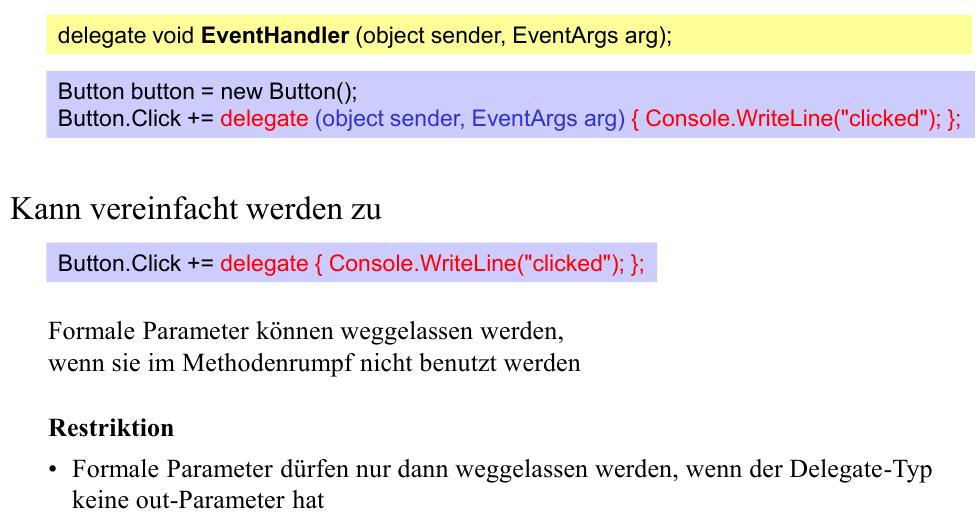 delegate void EventHandler (object sender, EventArgs arg);
Button button = new Button();
Button.Click += delegate (object sender, EventArgs arg) { Console.WriteLine("clicked"); };
Kann vereinfacht werden zu
Button.Click += delegate { Console.WriteLine("clicked"); };
Formale Parameter können weggelassen werden,
wenn sie im Methodenrumpf nicht benutzt werden
Restriktion
• Formale Parameter dürfen nur dann weggelassen werden, wenn der Delegate-Typ
keine out-Parameter hat